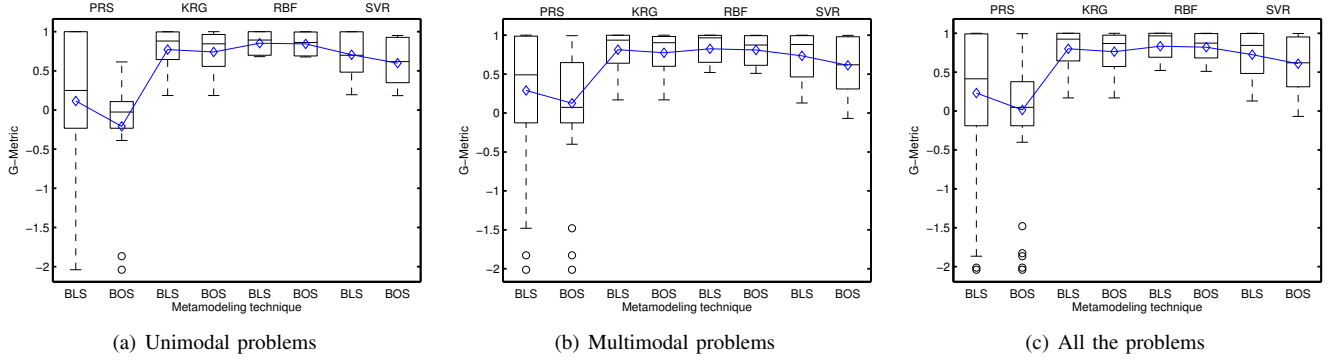 PRS KRG RBF SVR
1
0.5
0
−0.5
−1
−1.5
−2
G−Metric
BLS BOS BLS BOS BLS BOS BLS BOS
Metamodeling technique
(a) Unimodal problems
PRS KRG RBF SVR
1
0.5
0
−0.5
−1
−1.5
−2
G−Metric
BLS BOS BLS BOS BLS BOS BLS BOS
Metamodeling technique
(b) Multimodal problems
PRS KRG RBF SVR
1
0.5
0
−0.5
−1
−1.5
−2
G−Metric
BLS BOS BLS BOS BLS BOS BLS BOS
Metamodeling technique
(c) All the problems